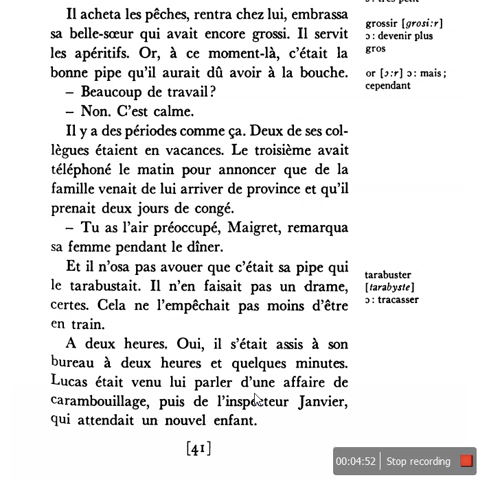 Il acheta les pêches, rentra chez lui, embrassa
sa belle-sœur qui avait encore grossi. Il servit
les apéritifs. Or, à ce moment-là, c'était la
bonne pipe qu'il aurait dû avoir à la bouche.
– Beaucoup de travail?
– Non. C'est calme.
Il y a des périodes comme ça. Deux de ses col-
lègues étaient en vacances. Le troisième avait
téléphoné le matin pour annoncer que de la
famille venait de lui arriver de province et qu'il
prenait deux jours de congé.
– Tu as l'air préoccupé, Maigret, remarqua
sa femme pendant le dîner.
Et il n'osa pas avouer que c'était sa pipe qui
le tarabustait. Il n'en faisait pas un drame,
certes. Cela ne l'empêchait pas moins d'être
en train.
A deux heures. Oui, il s'était assis à son
bureau à deux heures et quelques minutes.
Lucas était venu lui parler d'une affaire de
carambouillage, puis de l'inspecteur Janvier,
qui attendait un nouvel enfant.
[41]
grossir [grosi:r]
ɔ: devenir plus
gros
or [ɔ:r] ɔ: mais;
cependant
tarabuster
[tarabyste]
ɔ: tracasser
00:04:52 Stop recording